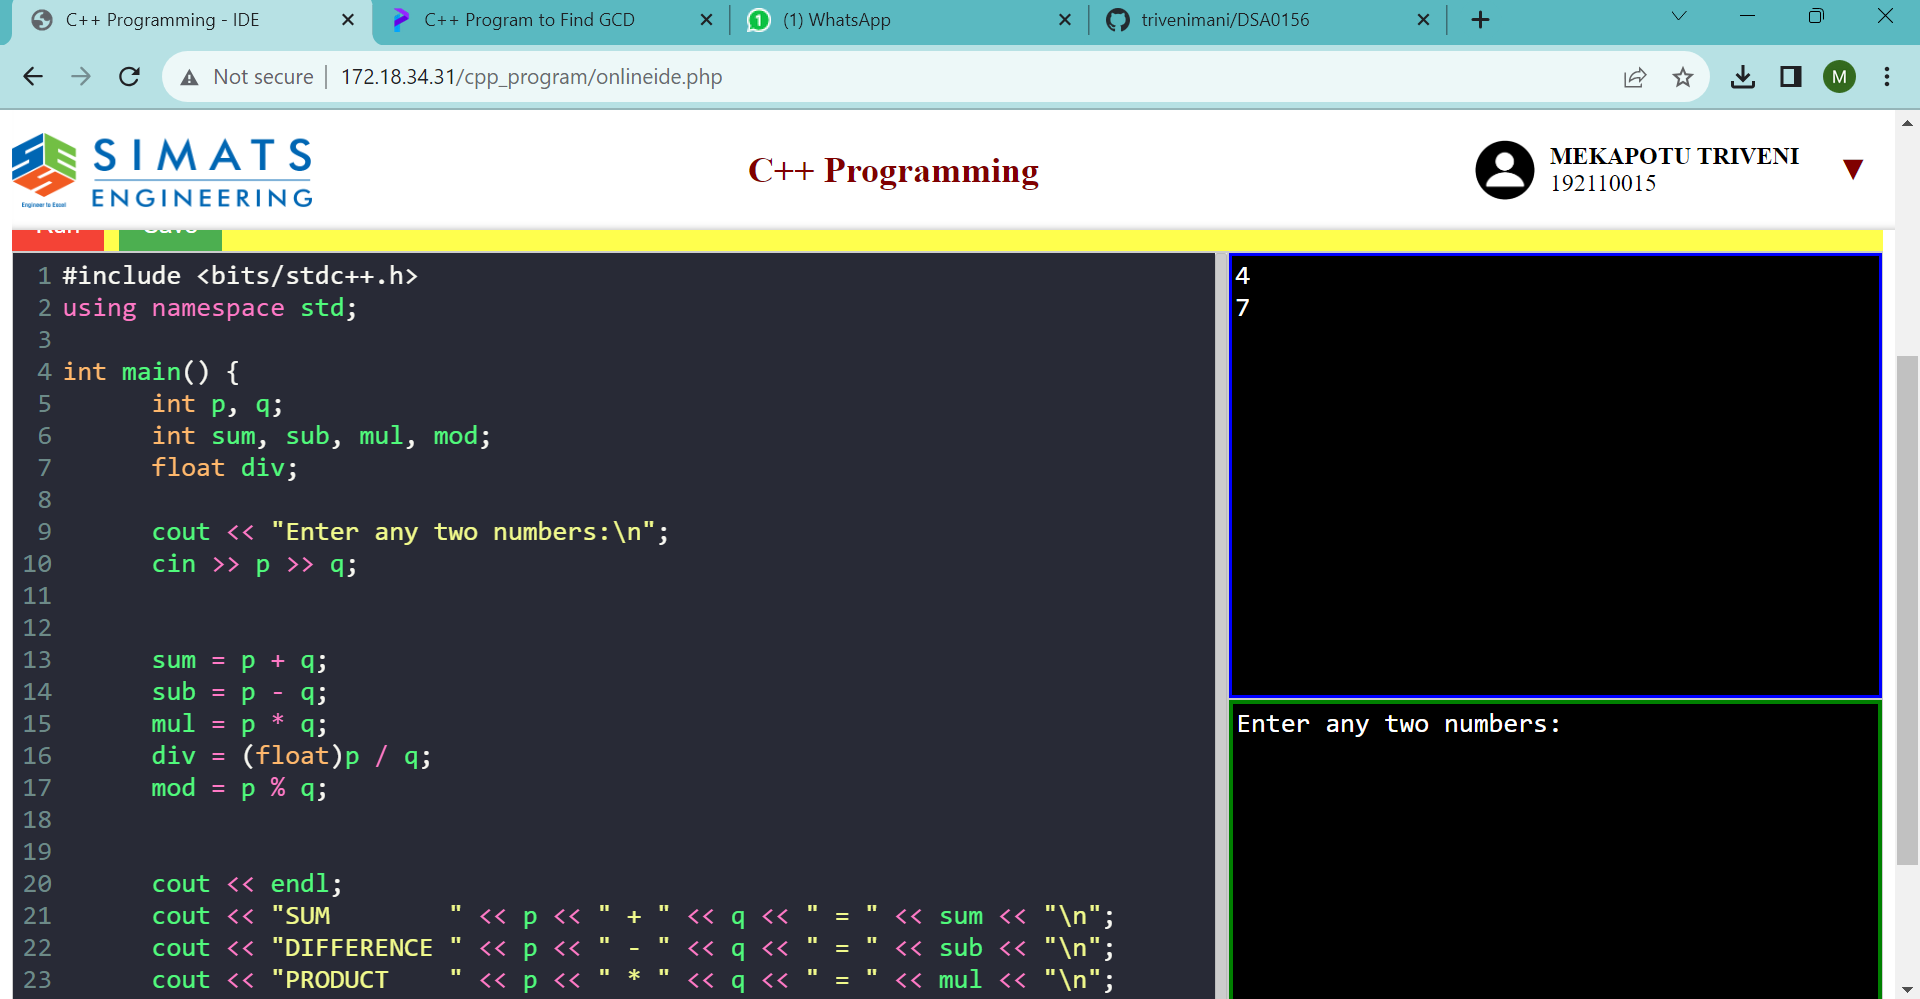 C++ Programming - IDE
C++ Program to Find GCD
(1) WhatsApp
trivenimani/DSA0156
Not secure
172.18.34.31/cpp_program/onlineide.php
M
SIMATS
ENGINEERING
Engineer to Excel
C++ Programming
MEKAPOTU TRIVENI
192110015
Run
Save
1 #include <bits/stdc++.h>
2 using namespace std;
3
4 int main() {
5 int p, q;
6 int sum, sub, mul, mod;
7 float div;
8
9 cout << "Enter any two numbers:\n";
10 cin >> p >> q;
11
12
13 sum = p + q;
14 sub = p - q;
15 mul = p * q;
16 div = (float)p / q;
17 mod = p % q;
18
19
20 cout << endl;
21 cout << "SUM        " << p << " + " << q << " = " << sum << "\n";
22 cout << "DIFFERENCE " << p << " - " << q << " = " << sub << "\n";
23 cout << "PRODUCT    " << p << " * " << q << " = " << mul << "\n";
4
7
Enter any two numbers: